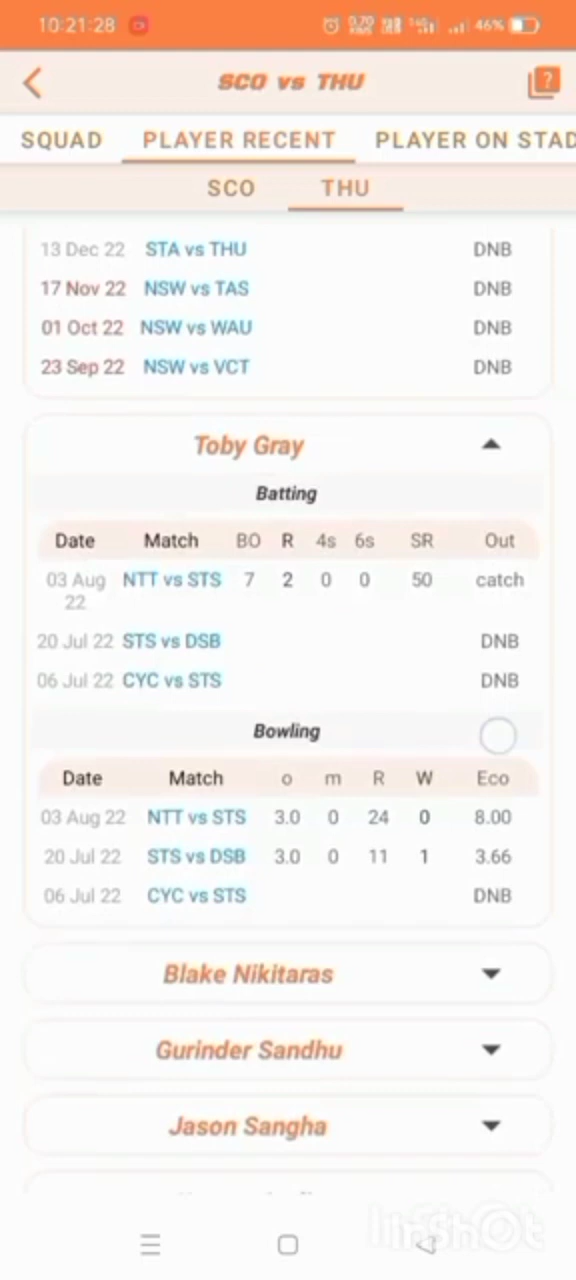 10:21:28 46%
SCO vs THU
SQUAD PLAYER RECENT PLAYER ON STAD
SCO THU
13 Dec 22 STA vs THU DNB
17 Nov 22 NSW vs TAS DNB
01 Oct 22 NSW vs WAU DNB
23 Sep 22 NSW vs VCT DNB
Toby Gray
Batting
Date Match BO R 4s 6s SR Out
03 Aug 22 NTT vs STS 7 2 0 0 50 catch
20 Jul 22 STS vs DSB DNB
06 Jul 22 CYC vs STS DNB
Bowling
Date Match o m R W Eco
03 Aug 22 NTT vs STS 3.0 0 24 0 8.00
20 Jul 22 STS vs DSB 3.0 0 11 1 3.66
06 Jul 22 CYC vs STS DNB
Blake Nikitaras
Gurinder Sandhu
Jason Sangha
InShOt